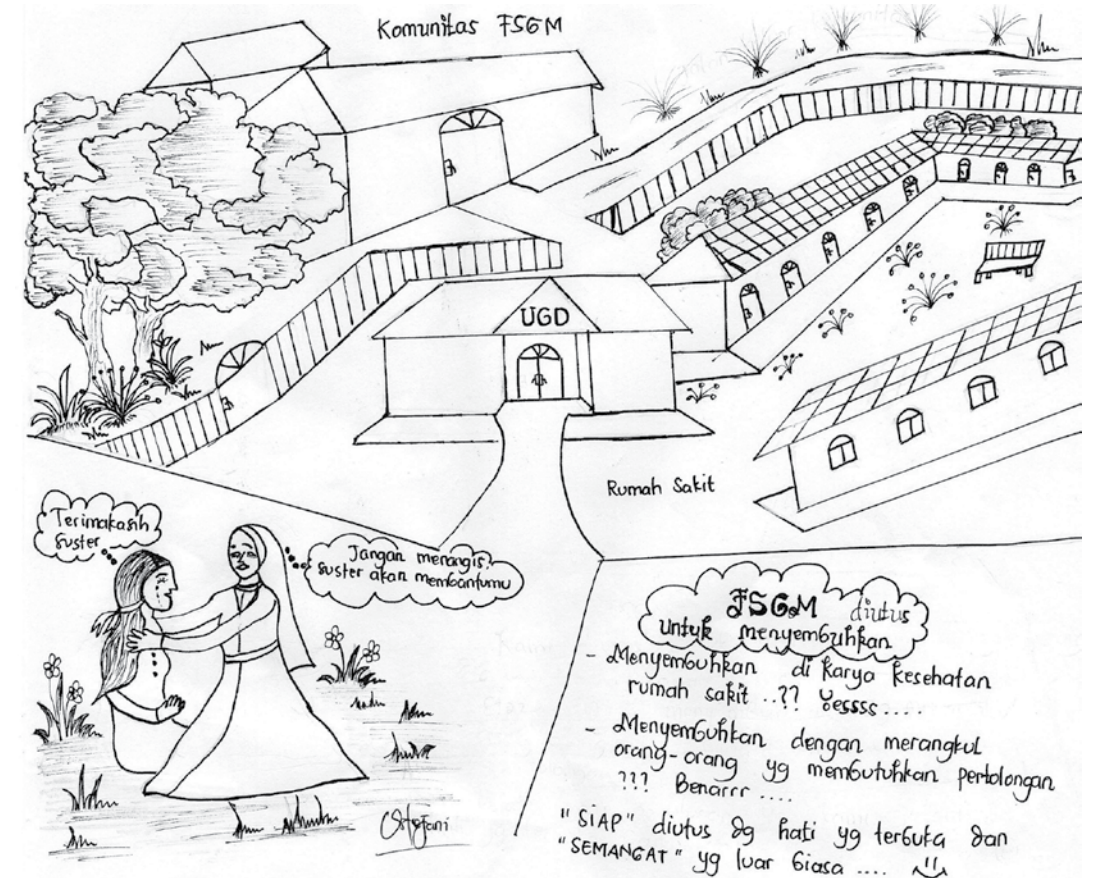 Komunitas FSGM
UGD
Rumah Sakit
Terimakasih
suster
Jangan menangis!
suster akan membantumu
FSGM diutus
untuk menyembuhkan
- Menyembuhkan di karya kesehatan
rumah sakit ..?? Yessss....
- Menyembuhkan dengan merangkul
orang-orang yg membutuhkan pertolongan
??? Benarrr ....
"SIAP" diutus dg hati yg terbuka dan
"SEMANGAT" yg luar biasa ....